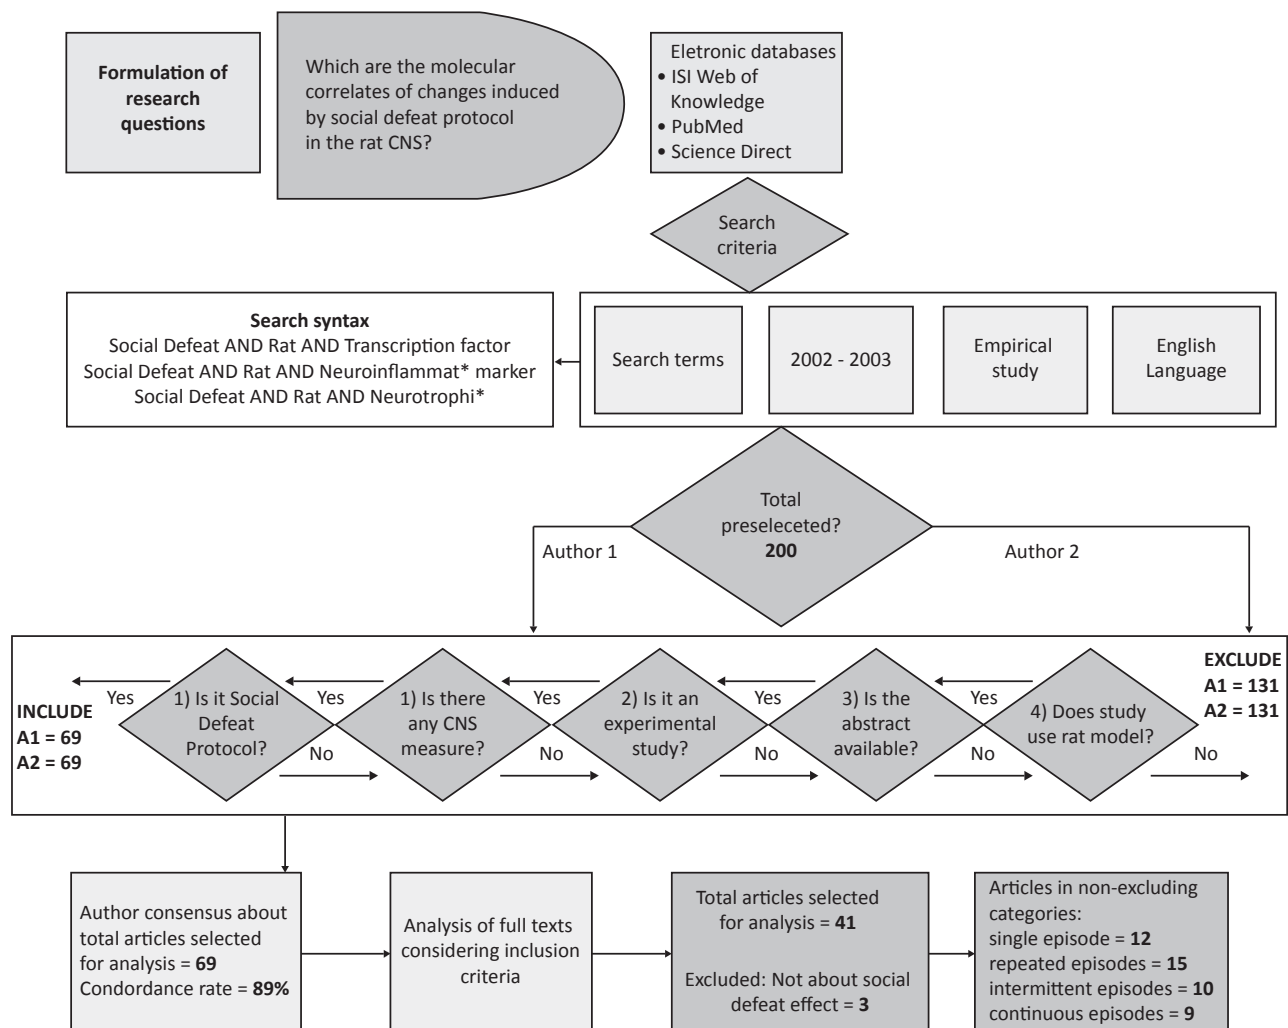 Formulation of
research
questions
Which are the molecular
correlates of changes induced
by social defeat protocol
in the rat CNS?
Eletronic databases
• ISI Web of
Knowledge
• PubMed
• Science Direct
Search
criteria
Search syntax
Social Defeat AND Rat AND Transcription factor
Social Defeat AND Rat AND Neuroinflammat* marker
Social Defeat AND Rat AND Neurotrophi*
Search terms
2002 - 2003
Empirical
study
English
Language
Total
preseleceted?
200
Author 1
Author 2
INCLUDE
A1 = 69
A2 = 69
Yes
1) Is it Social
Defeat
Protocol?
No
Yes
1) Is there
any CNS
measure?
No
Yes
2) Is it an
experimental
study?
No
Yes
3) Is the
abstract
available?
No
Yes
4) Does study
use rat model?
No
EXCLUDE
A1 = 131
A2 = 131
Author consensus about
total articles selected
for analysis = 69
Condordance rate = 89%
Analysis of full texts
considering inclusion
criteria
Total articles selected
for analysis = 41
Excluded: Not about social
defeat effect = 3
Articles in non-excluding
categories:
single episode = 12
repeated episodes = 15
intermittent episodes = 10
continuous episodes = 9